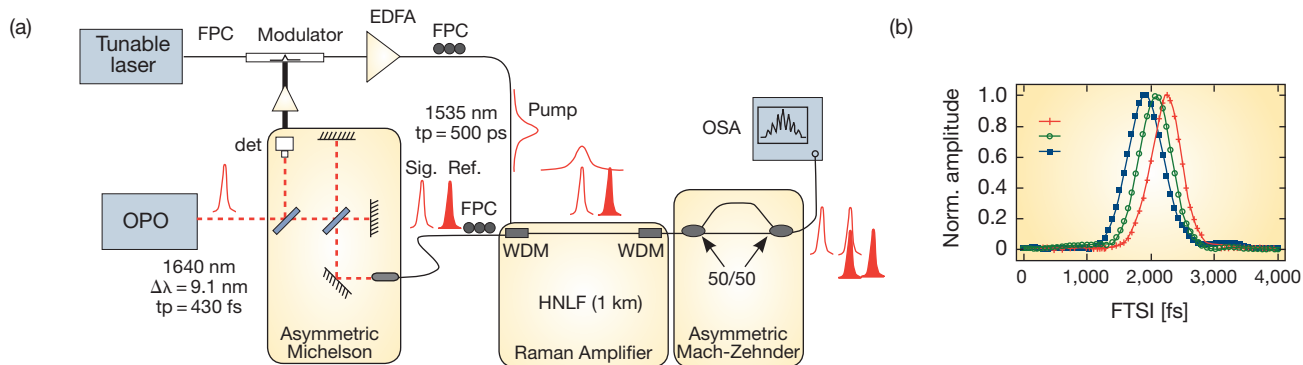 (a)
Tunable
laser
FPC
Modulator
EDFA
FPC
det
1535 nm
tp = 500 ps
Pump
OSA
Sig.
Ref.
FPC
OPO
1640 nm
Δλ = 9.1 nm
tp = 430 fs
Asymmetric
Michelson
WDM
WDM
HNLF (1 km)
Raman Amplifier
50/50
Asymmetric
Mach-Zehnder
(b)
Norm. amplitude
1.0
0.8
0.6
0.4
0.2
0
0
1,000
2,000
3,000
4,000
FTSI [fs]